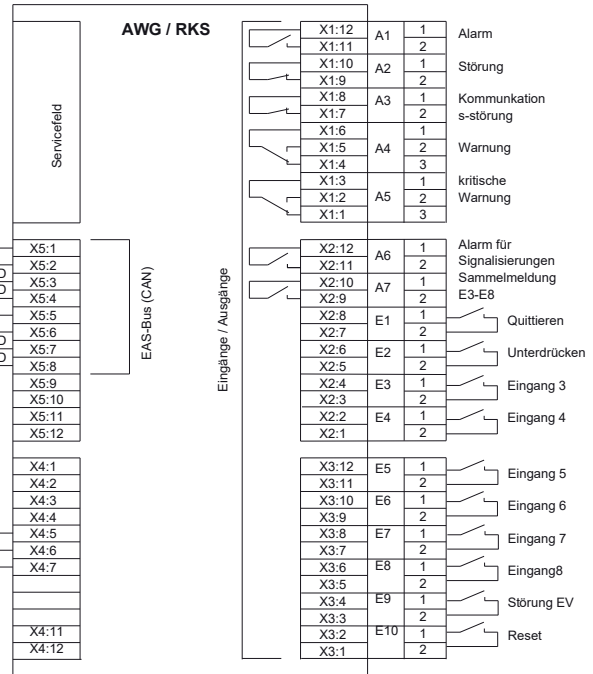 AWG / RKS
Servicefeld
X5:1
X5:2
X5:3
X5:4
X5:5
X5:6
X5:7
X5:8
X5:9
X5:10
X5:11
X5:12
EAS-Bus (CAN)
X4:1
X4:2
X4:3
X4:4
X4:5
X4:6
X4:7
X4:11
X4:12
Eingänge / Ausgänge
X1:12 A1 1 Alarm
X1:11 2
X1:10 A2 1 Störung
X1:9 2
X1:8 A3 1 Kommunkation
X1:7 2 s-störung
X1:6 1
X1:5 A4 2 Warnung
X1:4 3
X1:3 1 kritische
X1:2 A5 2 Warnung
X1:1 3
X2:12 A6 1 Alarm für
X2:11 2 Signalisierungen
X2:10 A7 1 Sammelmeldung
X2:9 2 E3-E8
X2:8 E1 1 Quittieren
X2:7 2
X2:6 E2 1 Unterdrücken
X2:5 2
X2:4 E3 1 Eingang 3
X2:3 2
X2:2 E4 1 Eingang 4
X2:1 2
X3:12 E5 1 Eingang 5
X3:11 2
X3:10 E6 1 Eingang 6
X3:9 2
X3:8 E7 1 Eingang 7
X3:7 2
X3:6 E8 1 Eingang8
X3:5 2
X3:4 E9 1 Störung EV
X3:3 2
X3:2 E10 1 Reset
X3:1 2